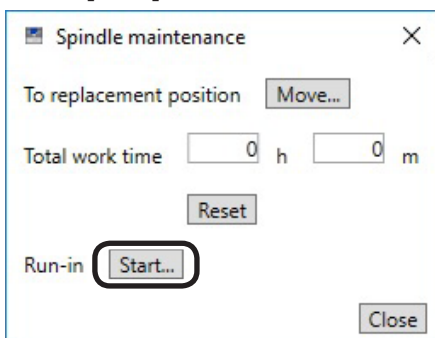 Spindle maintenance
To replacement position Move...
Total work time 0 h 0 m
Reset
Run-in Start...
Close